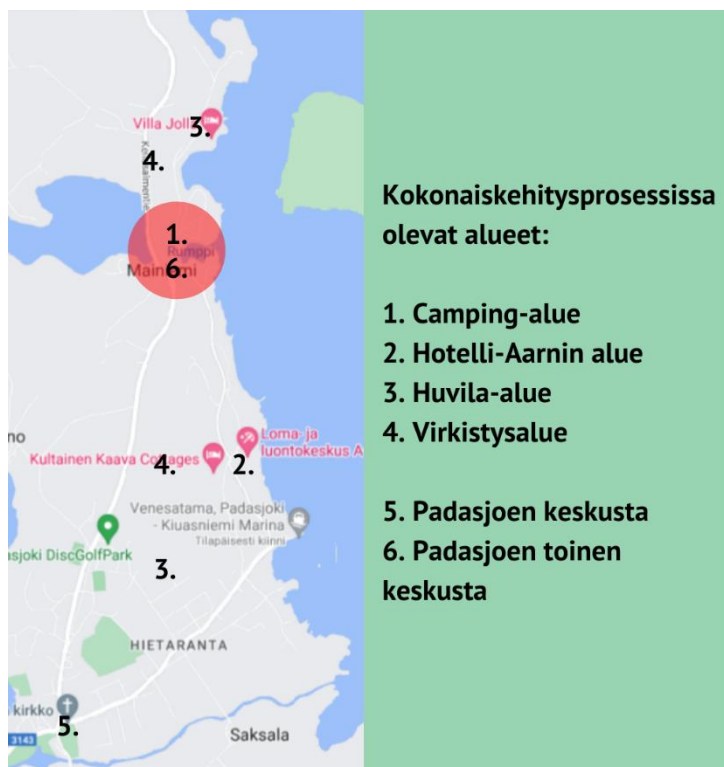 Villa Joll
3.
4.
1.
Rumppi
6.
no
Kultainen Kaava Cottages
4.
2.
Loma- ja
luontokeskus A
Venesatama, Padasjoki
- Kiuasniemi Marina
Tilapäisesti kiinni
asjoki DiscGolfPark
3.
HIETARANTA
kirkko
5.
3143
Saksala
Kokonaiskehitysprosessissa
olevat alueet:
1. Camping-alue
2. Hotelli-Aarnin alue
3. Huvila-alue
4. Virkistysalue
5. Padasjoen keskusta
6. Padasjoen toinen
keskusta